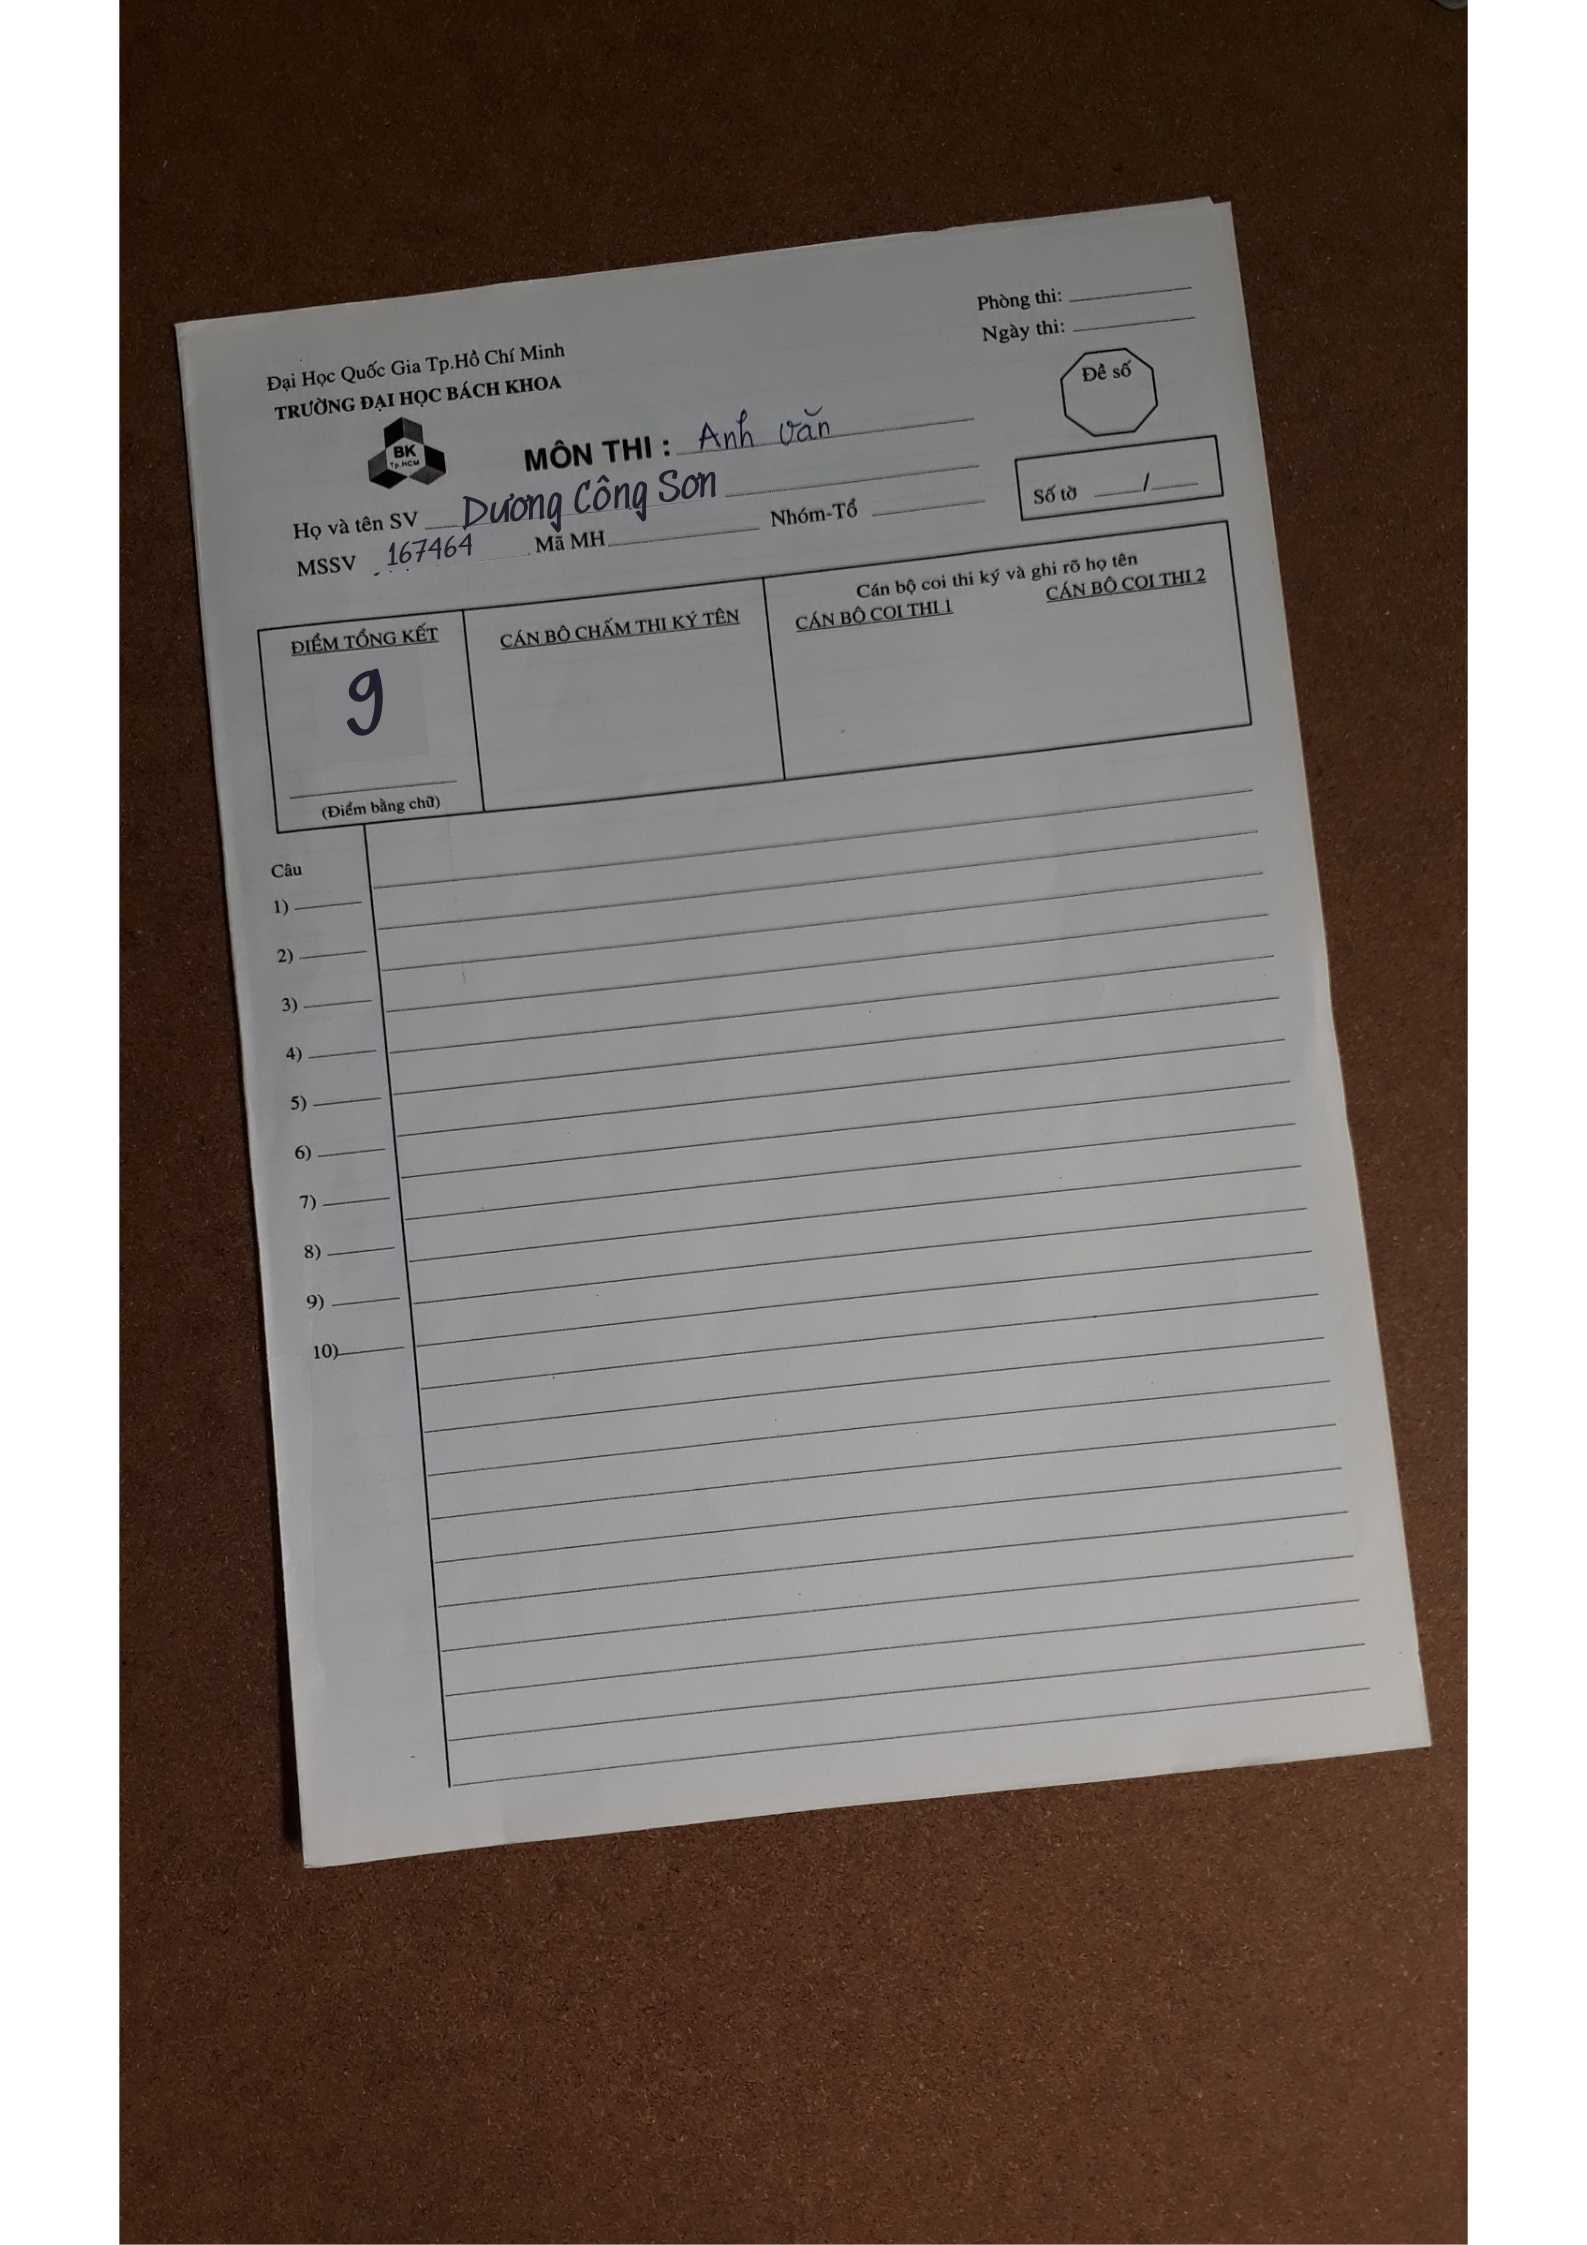 Phòng thi:
Ngày thi:
Đại Học Quốc Gia Tp.Hồ Chí Minh
TRƯỜNG ĐẠI HỌC BÁCH KHOA
Đề số
BK
Tp.HCM
MÔN THI : Anh văn
Họ và tên SV Dương Công Sơn
Số tờ /
MSSV 167464 Mã MH Nhóm-Tổ
Cán bộ coi thi ký và ghi rõ họ tên
ĐIỂM TỔNG KẾT CÁN BỘ CHẤM THI KÝ TÊN CÁN BỘ COI THI 1 CÁN BỘ COI THI 2
9
(Điểm bằng chữ)
Câu
1)
2)
3)
4)
5)
6)
7)
8)
9)
10)